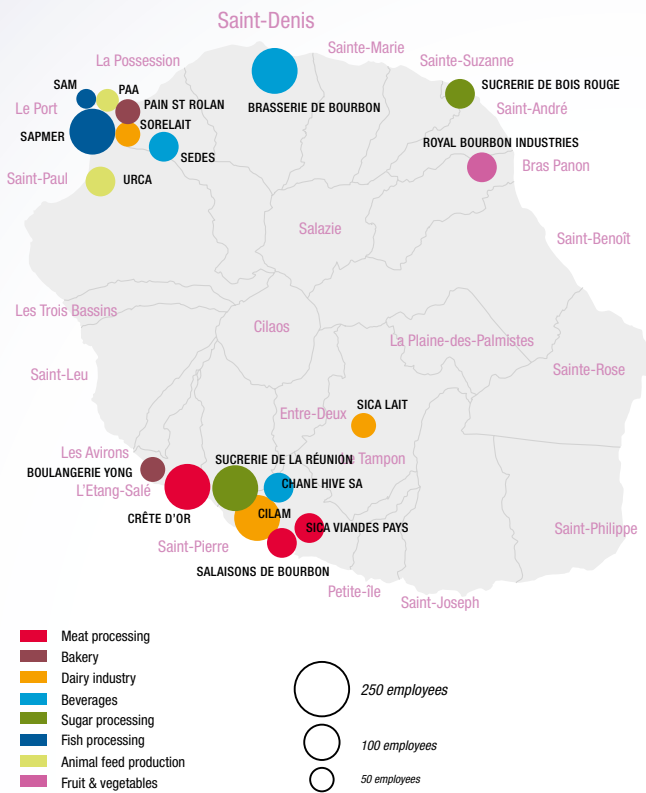 Saint-Denis
Sainte-Marie
La Possession
Sainte-Suzanne
SAM
PAA
SUCRERIE DE BOIS ROUGE
Le Port
PAIN ST ROLAN
BRASSERIE DE BOURBON
Saint-André
SORELAIT
SAPMER
ROYAL BOURBON INDUSTRIES
SEDES
Bras Panon
Saint-Paul
URCA
Salazie
Saint-Benoît
Les Trois Bassins
Cilaos
La Plaine-des-Palmistes
Saint-Leu
Sainte-Rose
SICA LAIT
Entre-Deux
Les Avirons
SUCRERIE DE LA RÉUNION
Le Tampon
BOULANGERIE YONG
CHANE HIVE SA
L'Etang-Salé
CRÊTE D'OR
CILAM
SICA VIANDES PAYS
Saint-Philippe
Saint-Pierre
SALAISONS DE BOURBON
Petite-île
Saint-Joseph
Meat processing
Bakery
Dairy industry
Beverages
Sugar processing
Fish processing
Animal feed production
Fruit & vegetables
250 employees
100 employees
50 employees